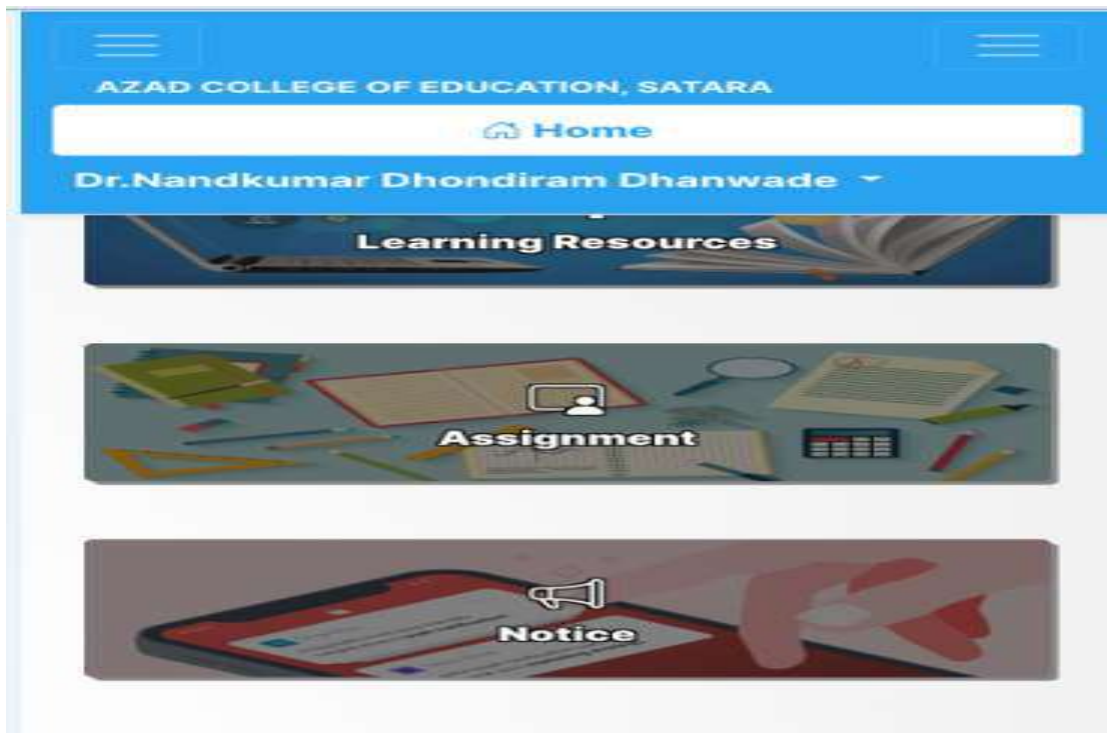 AZAD COLLEGE OF EDUCATION, SATARA
Home
Dr.Nandkumar Dhondiram Dhanwade
Learning Resources
Assignment
Notice